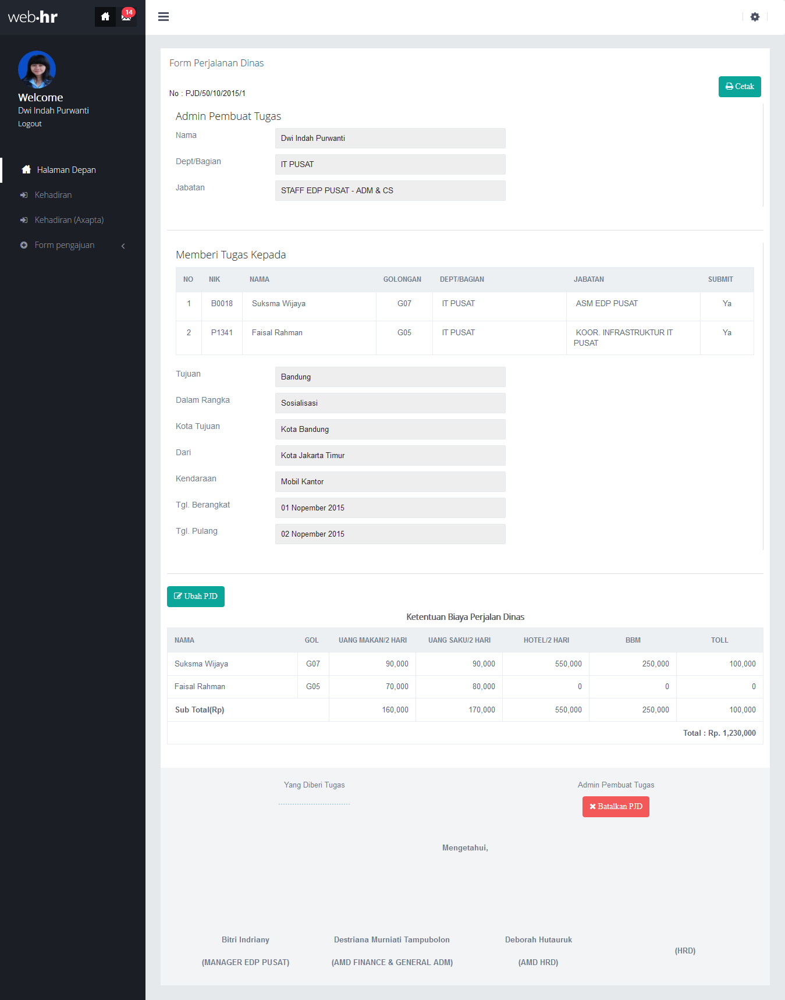 web·hr
14
Welcome
Dwi Indah Purwanti
Logout
Halaman Depan
Kehadiran
Kehadiran (Axapta)
Form pengajuan
Form Perjalanan Dinas
Cetak
No : PJD/50/10/2015/1
Admin Pembuat Tugas
Nama Dwi Indah Purwanti
Dept/Bagian IT PUSAT
Jabatan STAFF EDP PUSAT - ADM & CS
Memberi Tugas Kepada
NO NIK NAMA GOLONGAN DEPT/BAGIAN JABATAN SUBMIT
1 B0018 Suksma Wijaya G07 IT PUSAT ASM EDP PUSAT Ya
2 P1341 Faisal Rahman G05 IT PUSAT KOOR. INFRASTRUKTUR IT Ya
PUSAT
Tujuan Bandung
Dalam Rangka Sosialisasi
Kota Tujuan Kota Bandung
Dari Kota Jakarta Timur
Kendaraan Mobil Kantor
Tgl. Berangkat 01 Nopember 2015
Tgl. Pulang 02 Nopember 2015
Ubah PJD
Ketentuan Biaya Perjalan Dinas
NAMA GOL UANG MAKAN/2 HARI UANG SAKU/2 HARI HOTEL/2 HARI BBM TOLL
Suksma Wijaya G07 90,000 90,000 550,000 250,000 100,000
Faisal Rahman G05 70,000 80,000 0 0 0
Sub Total(Rp) 160,000 170,000 550,000 250,000 100,000
Total : Rp. 1,230,000
Yang Diberi Tugas Admin Pembuat Tugas
Batalkan PJD
Mengetahui,
Bitri Indriany Destriana Murniati Tampubolon Deborah Hutauruk
(HRD)
(MANAGER EDP PUSAT) (AMD FINANCE & GENERAL ADM) (AMD HRD)